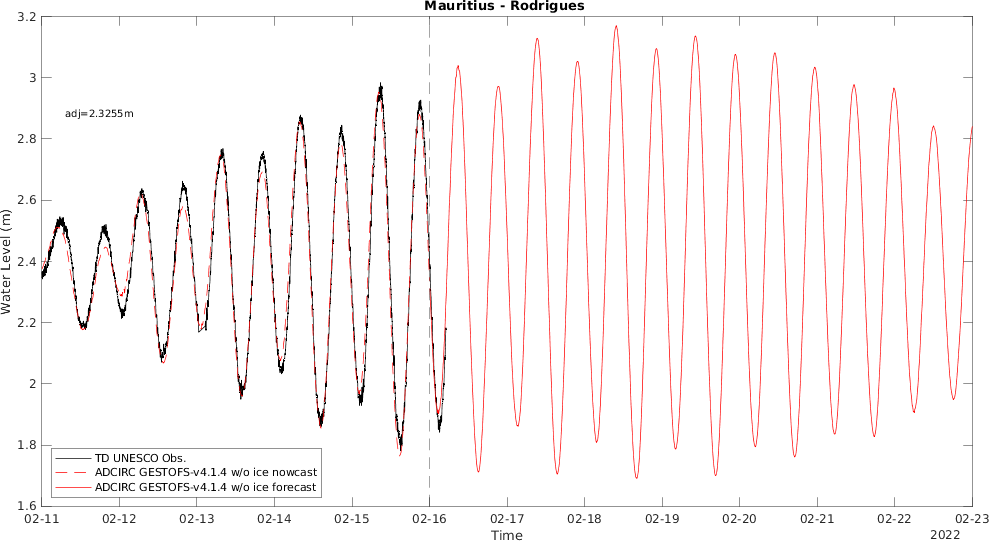 Mauritius - Rodrigues
3.2
3
2.8
2.6
2.4
2.2
2
1.8
1.6
Water Level (m)
adj=2.3255m
TD UNESCO Obs.
ADCIRC GESTOFS-v4.1.4 w/o ice nowcast
ADCIRC GESTOFS-v4.1.4 w/o ice forecast
02-11 02-12 02-13 02-14 02-15 02-16 02-17 02-18 02-19 02-20 02-21 02-22 02-23
Time
2022